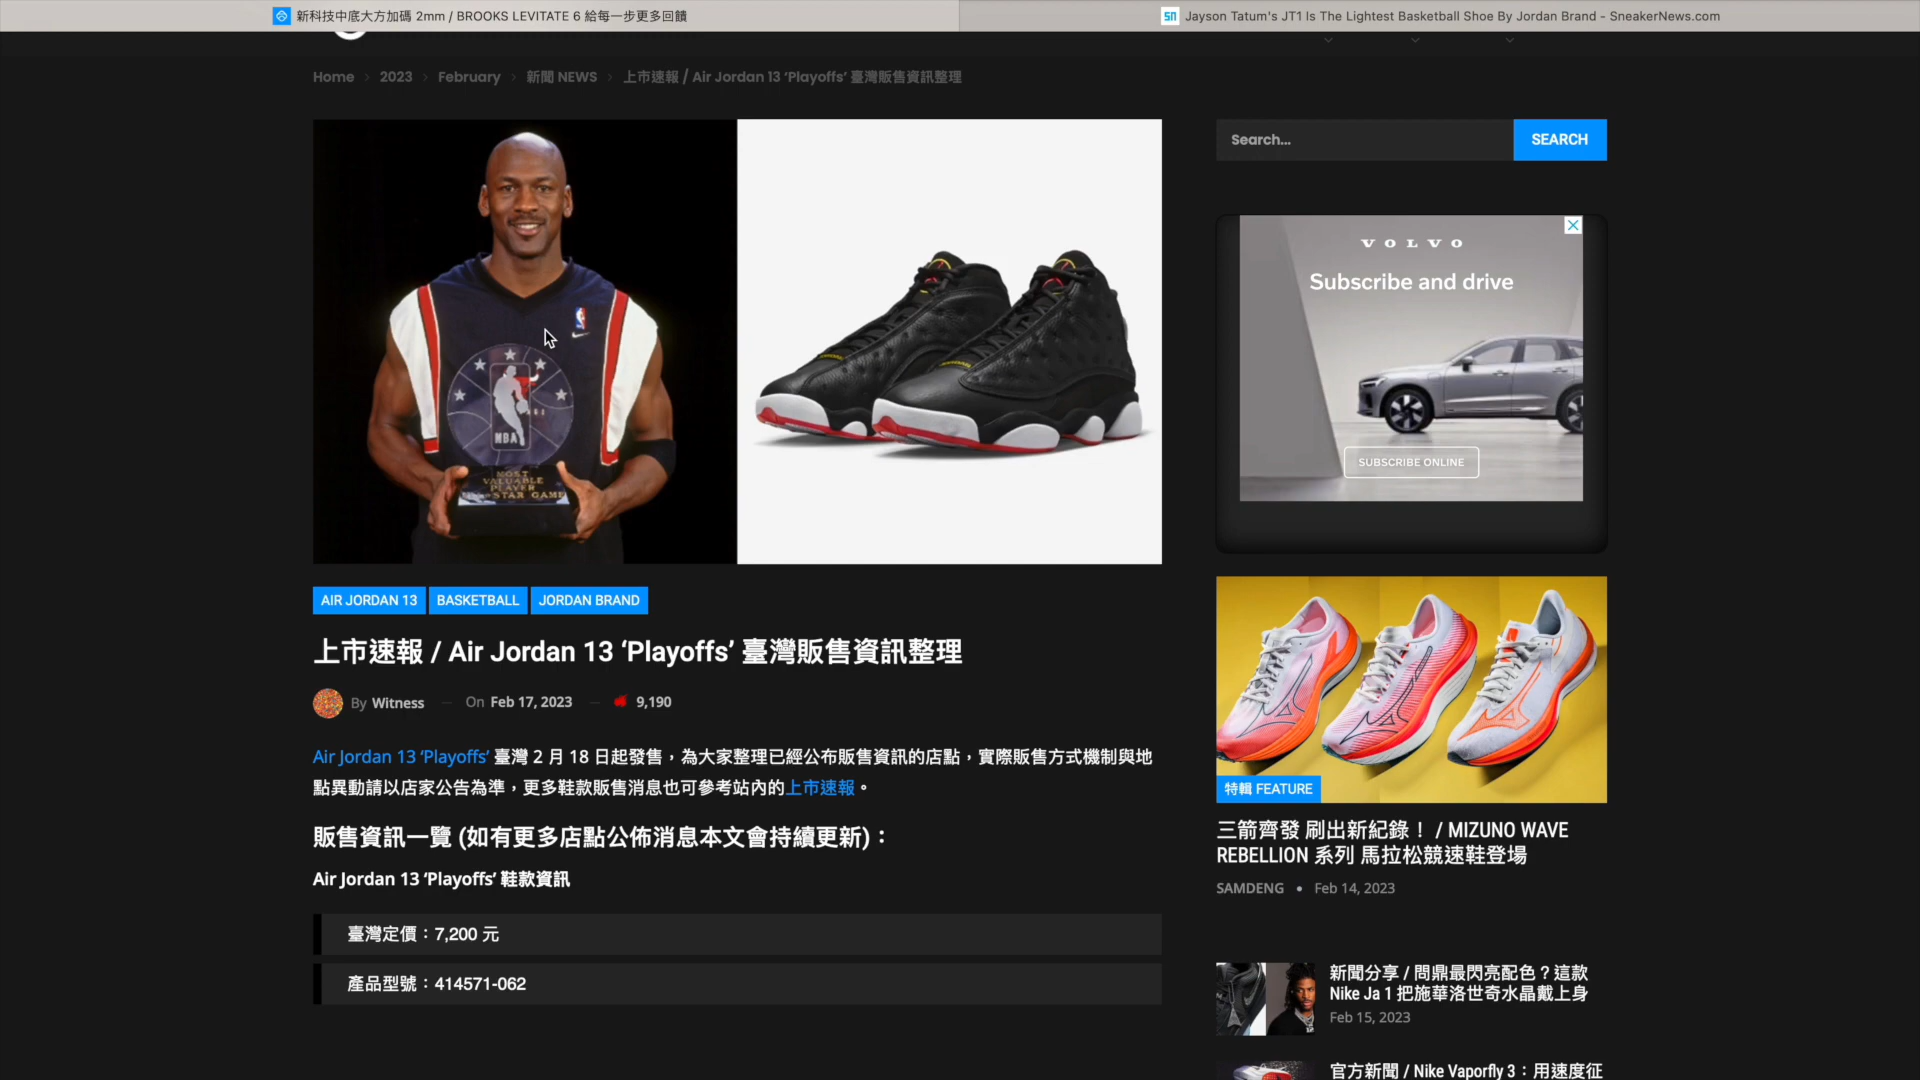 新科技中底大方加碼 2mm / BROOKS LEVITATE 6 給每一步更多回饋
Jayson Tatum's JT1 Is The Lightest Basketball Shoe By Jordan Brand - SneakerNews.com
Home > 2023 > February > 新聞 NEWS > 上市速報 / Air Jordan 13 ‘Playoffs’ 臺灣販售資訊整理
NBA
MOST
VALUABLE
PLAYER
STAR GAME
AIR JORDAN 13
BASKETBALL
JORDAN BRAND
上市速報 / Air Jordan 13 ‘Playoffs’ 臺灣販售資訊整理
By Witness — On Feb 17, 2023 — 9,190
Air Jordan 13 ‘Playoffs’ 臺灣 2 月 18 日起發售，為大家整理已經公布販售資訊的店點，實際販售方式機制與地
點異動請以店家公告為準，更多鞋款販售消息也可參考站內的上市速報。
販售資訊一覽 (如有更多店點公佈消息本文會持續更新)：
Air Jordan 13 ‘Playoffs’ 鞋款資訊
臺灣定價：7,200 元
產品型號：414571-062
Search...
SEARCH
VOLVO
Subscribe and drive
SUBSCRIBE ONLINE
特輯 FEATURE
三箭齊發 刷出新紀錄！ / MIZUNO WAVE
REBELLION 系列 馬拉松競速鞋登場
SAMDENG • Feb 14, 2023
新聞分享 / 問鼎最閃亮配色？這款
Nike Ja 1 把施華洛世奇水晶戴上身
Feb 15, 2023
官方新聞 / Nike Vaporfly 3：用速度征